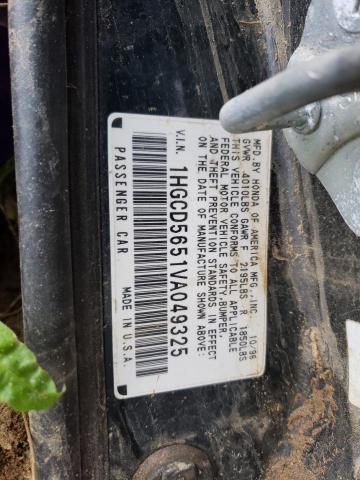 MFD.BY HONDA OF AMERICA MFG.,INC. 10/96
GVWR 4010LBS GAWR F 2195LBS R 1850LBS
THIS VEHICLE CONFORMS TO ALL APPLICABLE
FEDERAL MOTOR VEHICLE SAFETY,BUMPER,
AND THEFT PREVENTION STANDARDS IN EFFECT
ON THE DATE OF MANUFACTURE SHOWN ABOVE:
V.I.N.
1HGCD5651VA049325
PASSENGER CAR MADE IN U.S.A